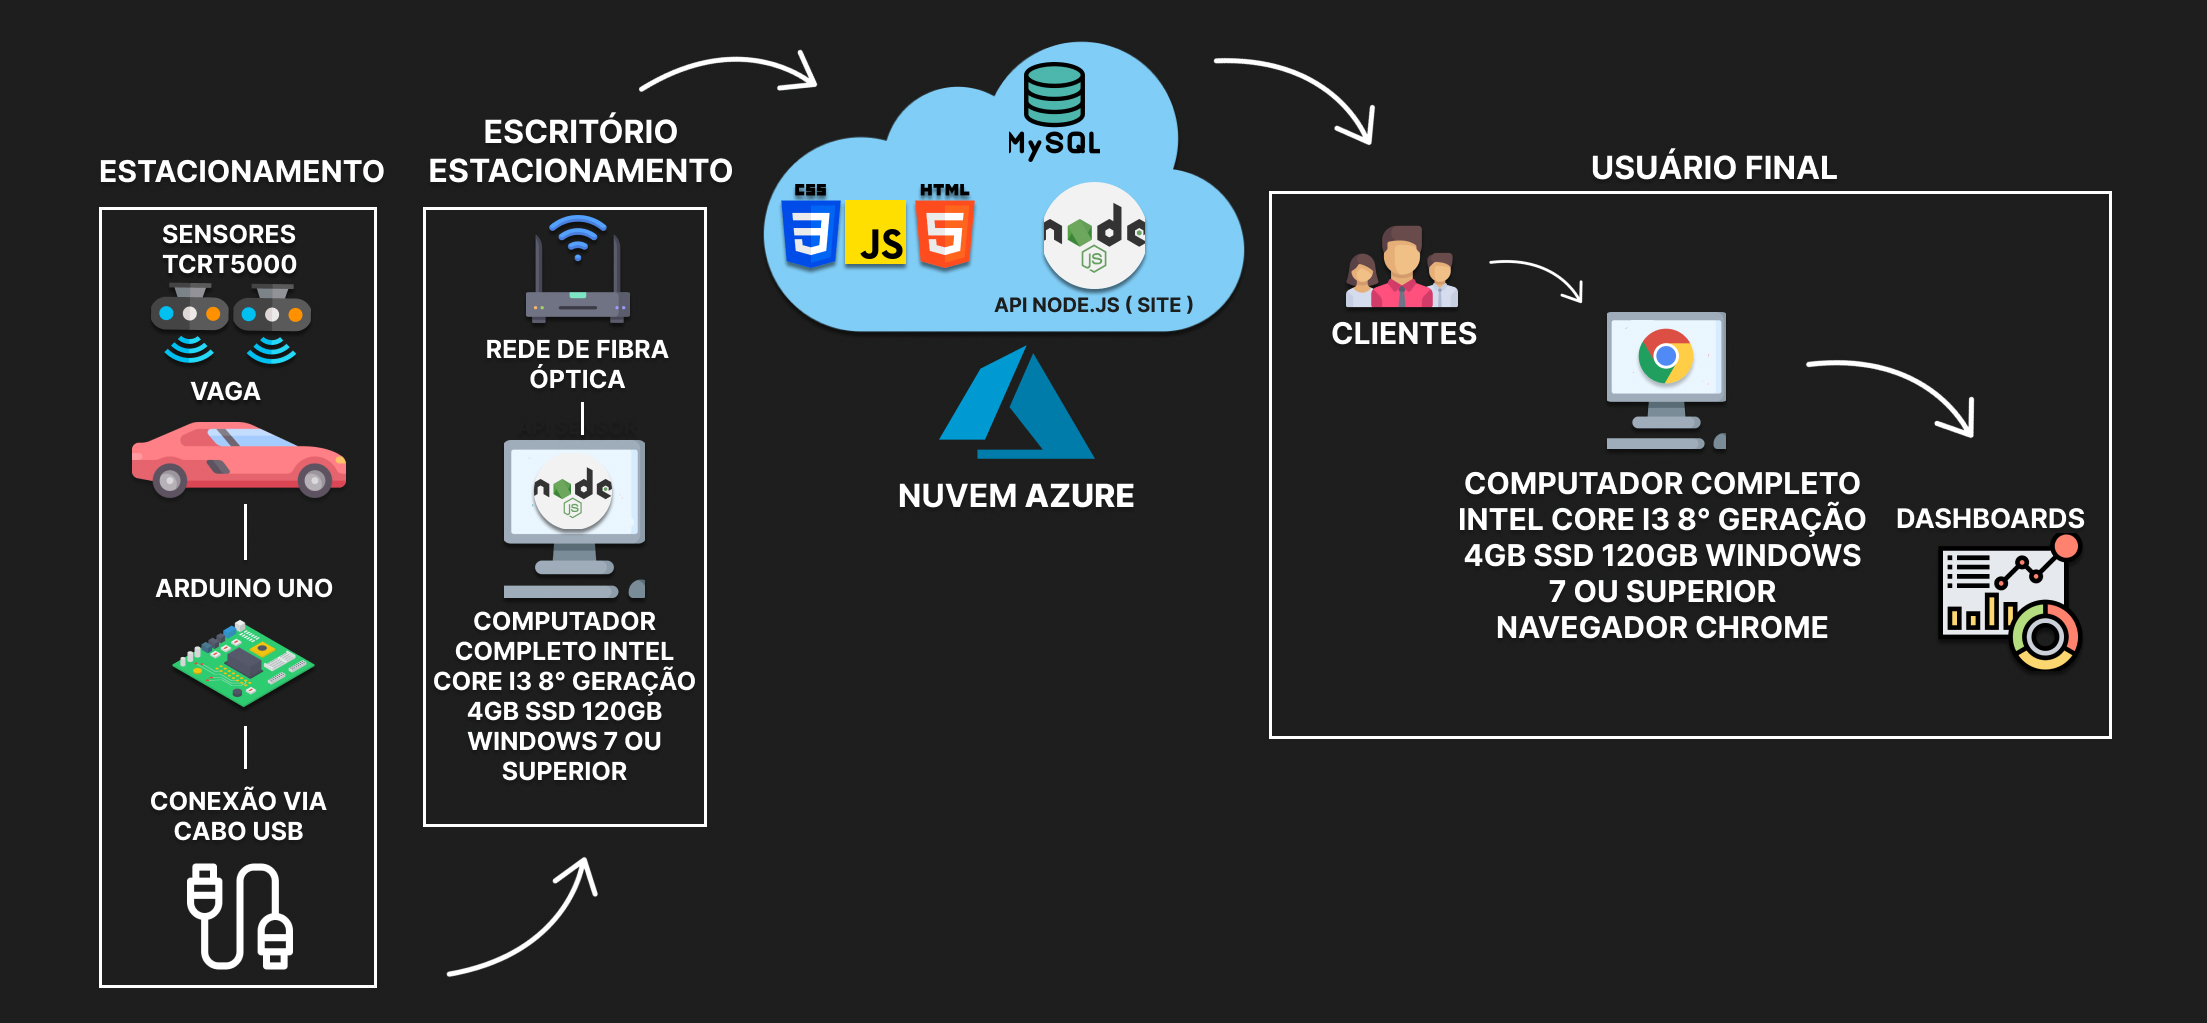 ESTACIONAMENTO
SENSORES
TCRT5000
VAGA
ARDUINO UNO
CONEXÃO VIA
CABO USB
ESCRITÓRIO
ESTACIONAMENTO
REDE DE FIBRA
ÓPTICA
node
JS
COMPUTADOR
COMPLETO INTEL
CORE I3 8° GERAÇÃO
4GB SSD 120GB
WINDOWS 7 OU
SUPERIOR
MySQL
CSS
3
JS
HTML
5
node
JS
API NODE.JS ( SITE )
NUVEM AZURE
USUÁRIO FINAL
CLIENTES
COMPUTADOR COMPLETO
INTEL CORE I3 8° GERAÇÃO
4GB SSD 120GB WINDOWS
7 OU SUPERIOR
NAVEGADOR CHROME
DASHBOARDS